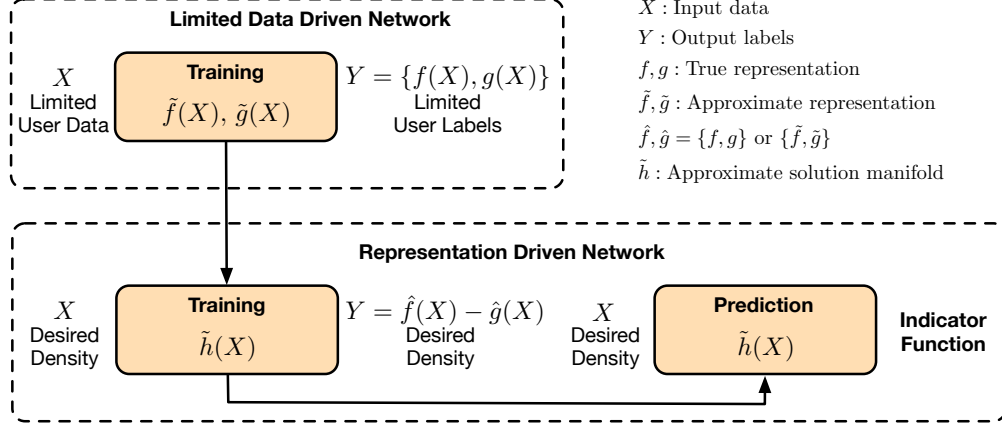 Limited Data Driven Network
X
Limited
User Data
Training
f̃(X), g̃(X)
Y = {f(X), g(X)}
Limited
User Labels
X : Input data
Y : Output labels
f, g : True representation
f̃, g̃ : Approximate representation
f̂, ĝ = {f, g} or {f̃, g̃}
h̃ : Approximate solution manifold
Representation Driven Network
X
Desired
Density
Training
h̃(X)
Y = f̂(X) − ĝ(X)
Desired
Density
X
Desired
Density
Prediction
h̃(X)
Indicator
Function